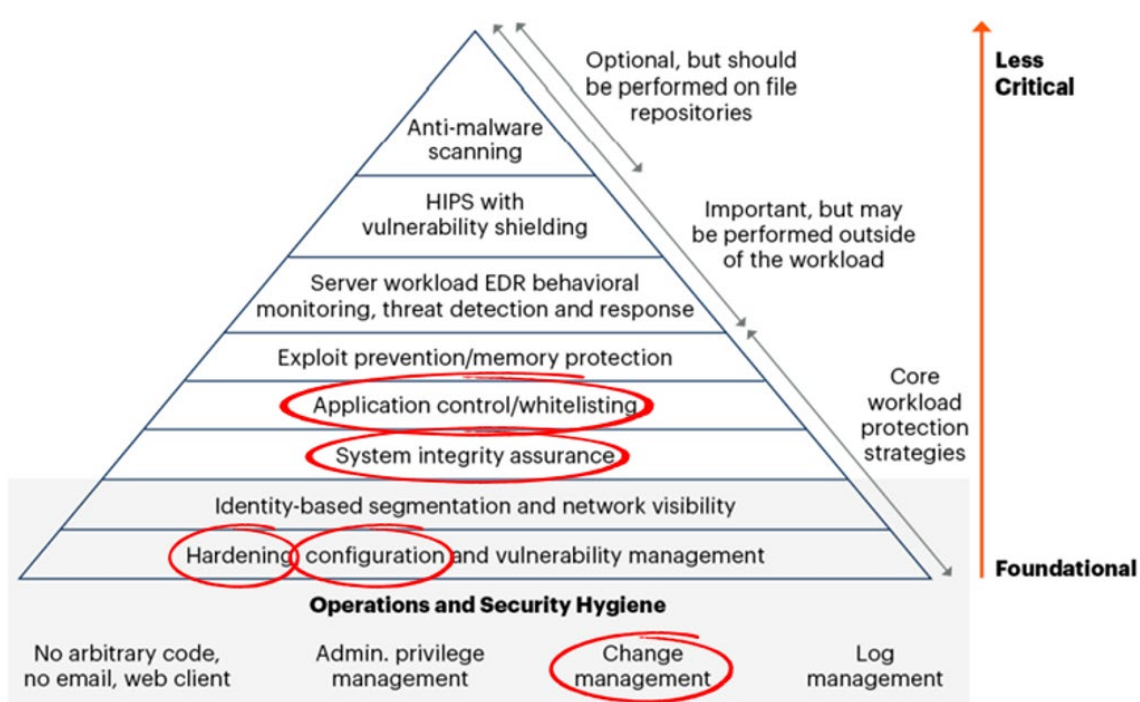 Optional, but should
be performed on file
repositories
Less
Critical
Anti-malware
scanning
HIPS with
vulnerability shielding
Important, but may
be performed outside
of the workload
Server workload EDR behavioral
monitoring, threat detection and response
Exploit prevention/memory protection
Application control/whitelisting
Core
workload
protection
strategies
System integrity assurance
Identity-based segmentation and network visibility
Hardening configuration and vulnerability management
Foundational
Operations and Security Hygiene
No arbitrary code,
no email, web client
Admin. privilege
management
Change
management
Log
management